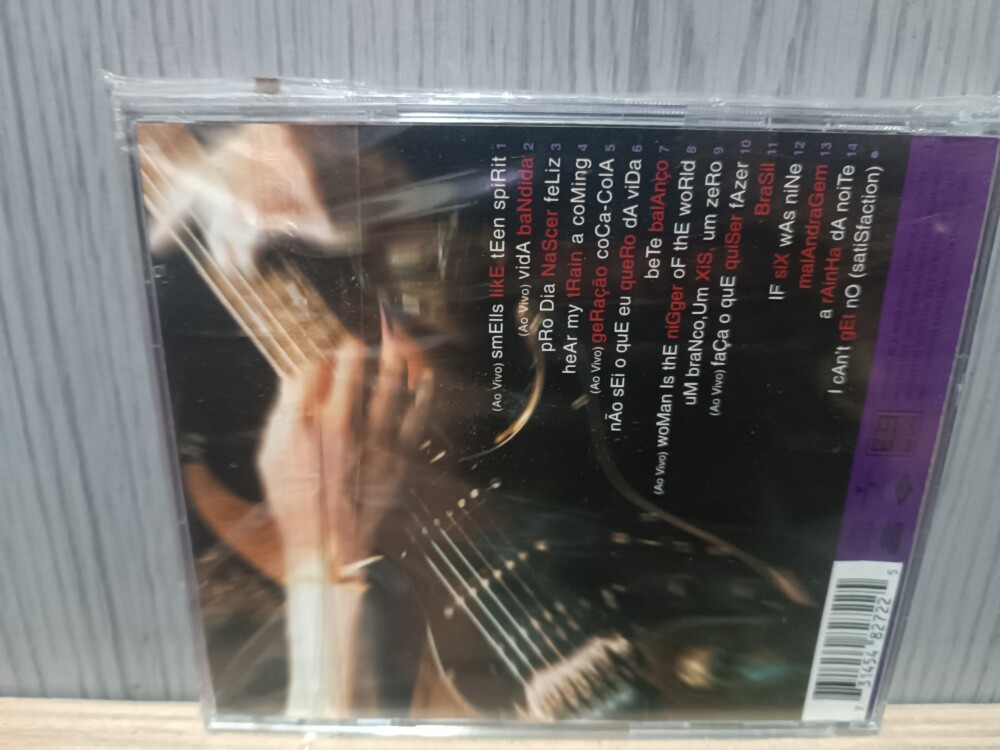 (Ao Vivo) smElls likE tEen spiRit 1
(Ao Vivo) vidA baNdida 2
pRo Dia NaScer feLiz 3
heAr my tRain a coMing 4
(Ao Vivo) geRação coCa-ColA 5
nÃo sEi o quE eu queRo dA viDa 6
beTe balAnço 7
(Ao Vivo) woMan Is thE niGger oF thE woRld 8
uM braNco,Um XIS, um zeRo 9
(Ao Vivo) faÇa o quE quiSer fAzer 10
BraSil 11
IF siX wAs niNe 12
malAndraGem 13
a rAinHa dA noiTe 14
I cAn't gEt nO (satiSfaction)
7 31454 82722 5